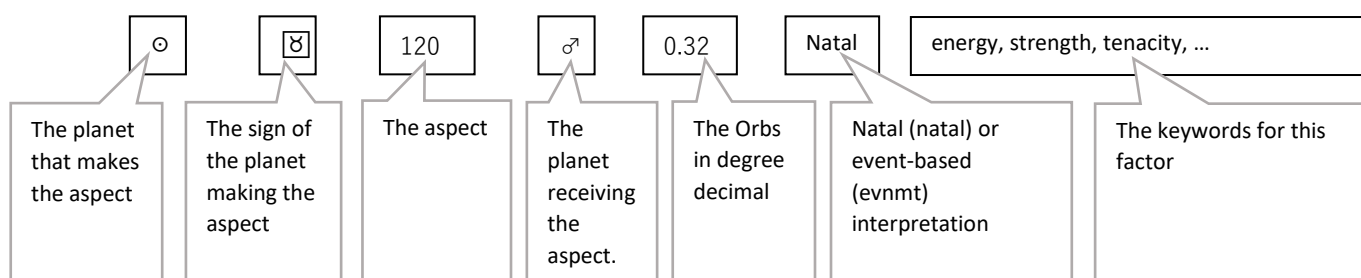 ☉ ♉ 120 ♂ 0.32 Natal energy, strength, tenacity, …
The planet
that makes
the aspect
The sign of
the planet
making the
aspect
The aspect
The
planet
receiving
the
aspect.
The Orbs
in degree
decimal
Natal (natal) or
event-based
(evnmt)
interpretation
The keywords for this
factor